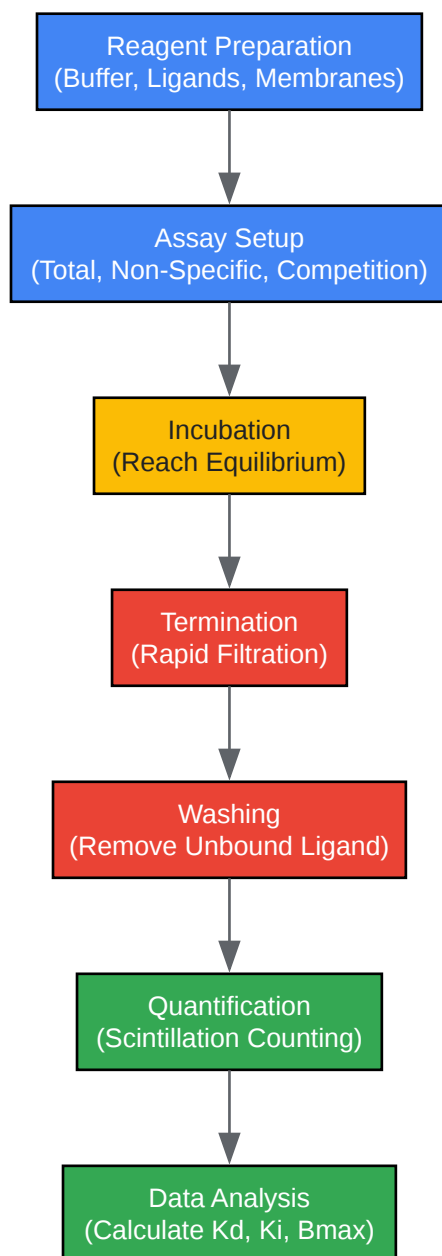 Reagent Preparation
(Buffer, Ligands, Membranes)
Assay Setup
(Total, Non-Specific, Competition)
Incubation
(Reach Equilibrium)
Termination
(Rapid Filtration)
Washing
(Remove Unbound Ligand)
Quantification
(Scintillation Counting)
Data Analysis
(Calculate Kd, Ki, Bmax)